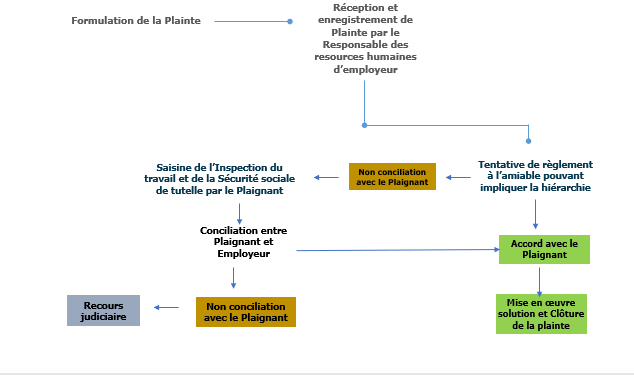 Formulation de la Plainte
Réception et
enregistrement de
Plainte par le
Responsable des
resources humaines
d’employeur
Tentative de règlement
à l’amiable pouvant
impliquer la hiérarchie
Non conciliation
avec le Plaignant
Saisine de l’Inspection du
travail et de la Sécurité sociale
de tutelle par le Plaignant
Conciliation entre
Plaignant et
Employeur
Accord avec le
Plaignant
Non conciliation
avec le Plaignant
Recours
judiciaire
Mise en œuvre
solution et Clôture
de la plainte